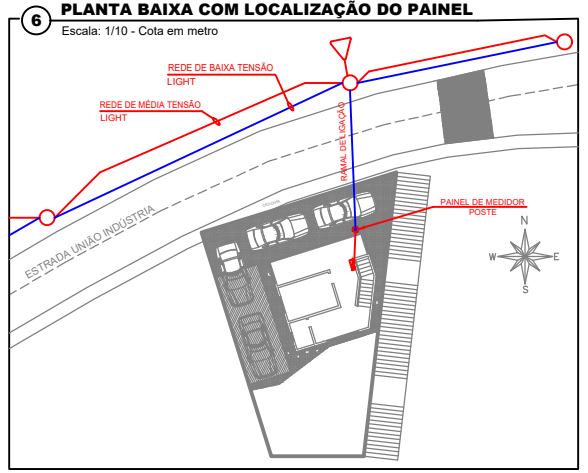 6
PLANTA BAIXA COM LOCALIZAÇÃO DO PAINEL
Escala: 1/10 - Cota em metro
REDE DE BAIXA TENSÃO
LIGHT
REDE DE MÉDIA TENSÃO
LIGHT
RAMAL DE LIGAÇÃO
PAINEL DE MEDIDOR
POSTE
ESTRADA UNIÃO INDÚSTRIA
N
W
E
S